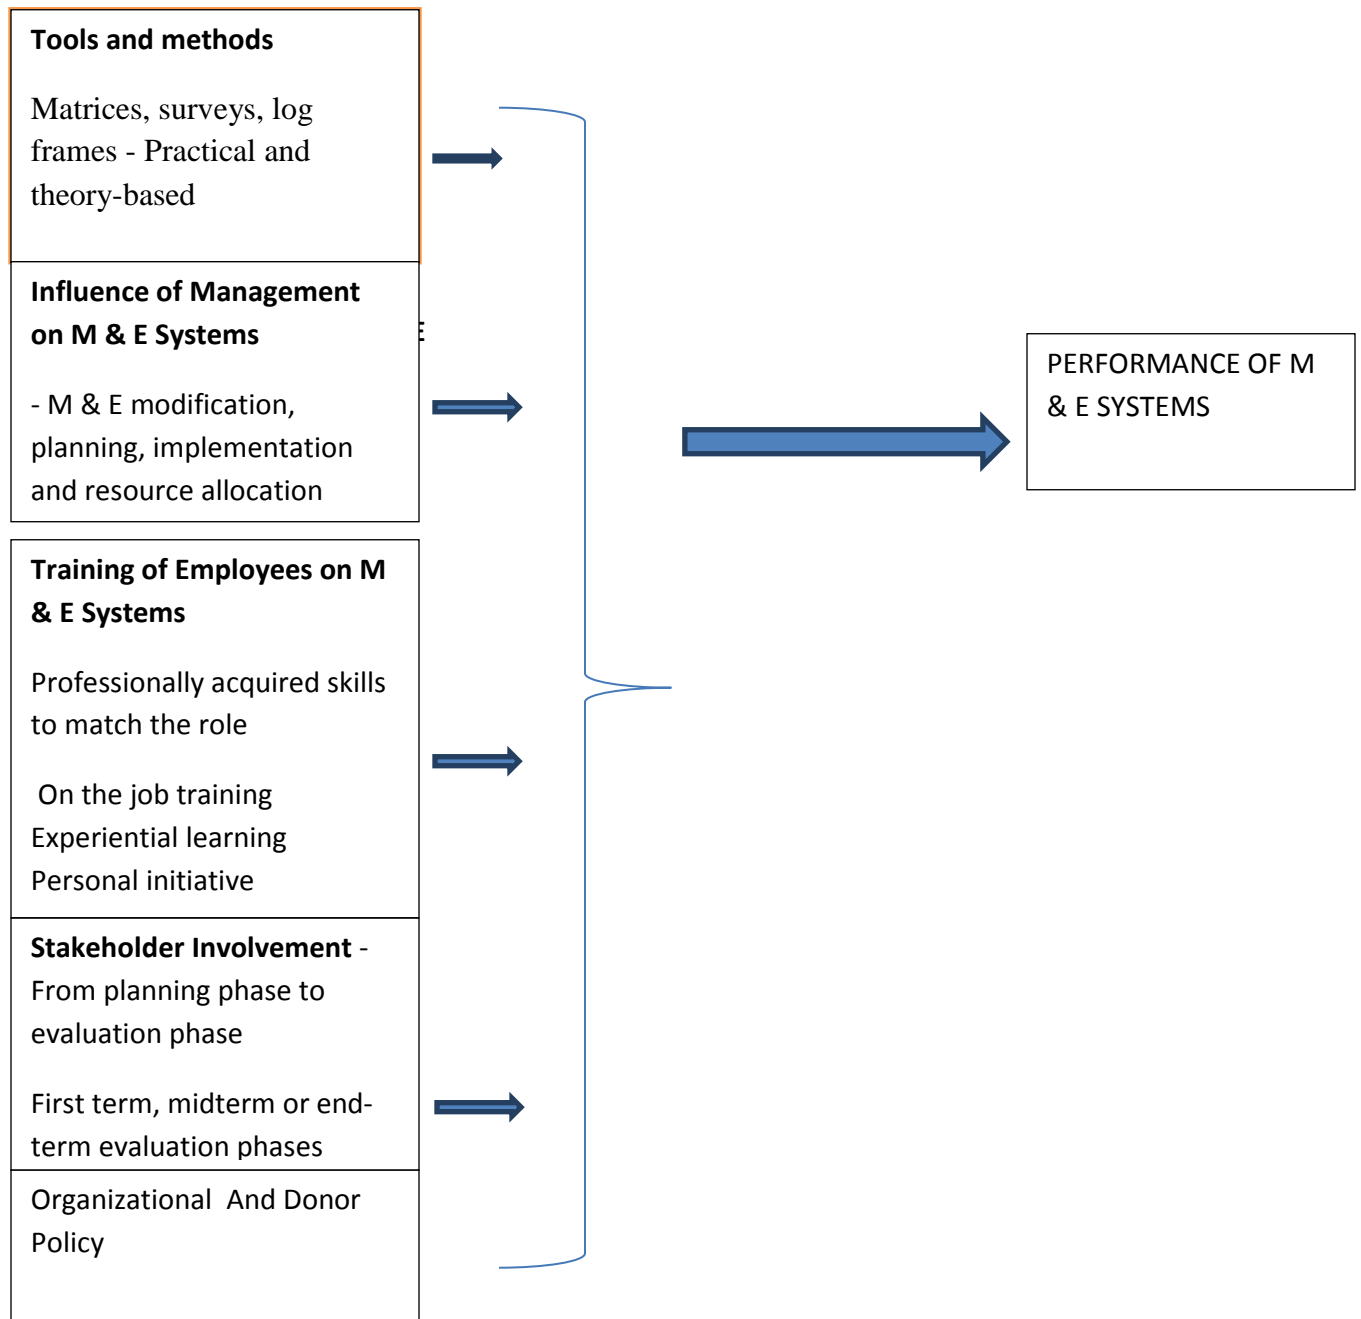 Tools and methods
Matrices, surveys, log
frames - Practical and
theory-based
Influence of Management
on M & E Systems
E
- M & E modification,
planning, implementation
and resource allocation
PERFORMANCE OF M
& E SYSTEMS
Training of Employees on M
& E Systems
Professionally acquired skills
to match the role
On the job training
Experiential learning
Personal initiative
Stakeholder Involvement -
From planning phase to
evaluation phase
First term, midterm or end-
term evaluation phases
Organizational And Donor
Policy